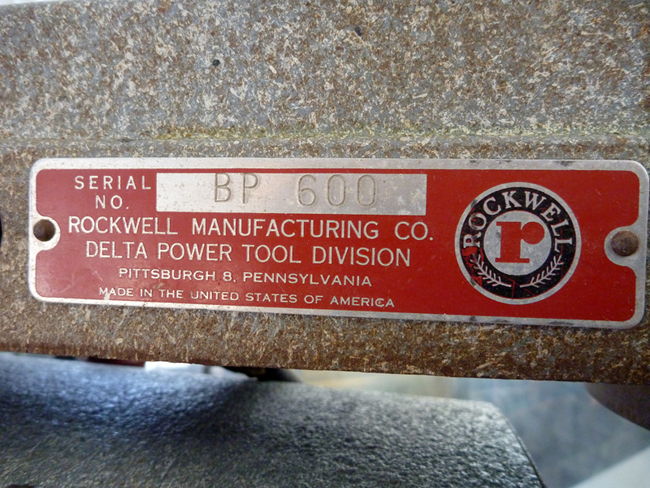 SERIAL BP 600
NO.
ROCKWELL MANUFACTURING CO.
DELTA POWER TOOL DIVISION
PITTSBURGH 8, PENNSYLVANIA
MADE IN THE UNITED STATES OF AMERICA
ROCKWELL
r